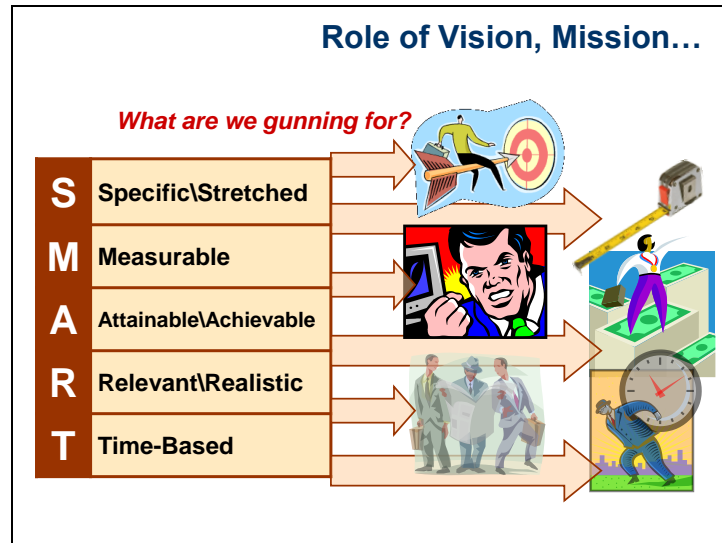 Role of Vision, Mission…
What are we gunning for?
S Specific\Stretched
M Measurable
A Attainable\Achievable
R Relevant\Realistic
T Time-Based